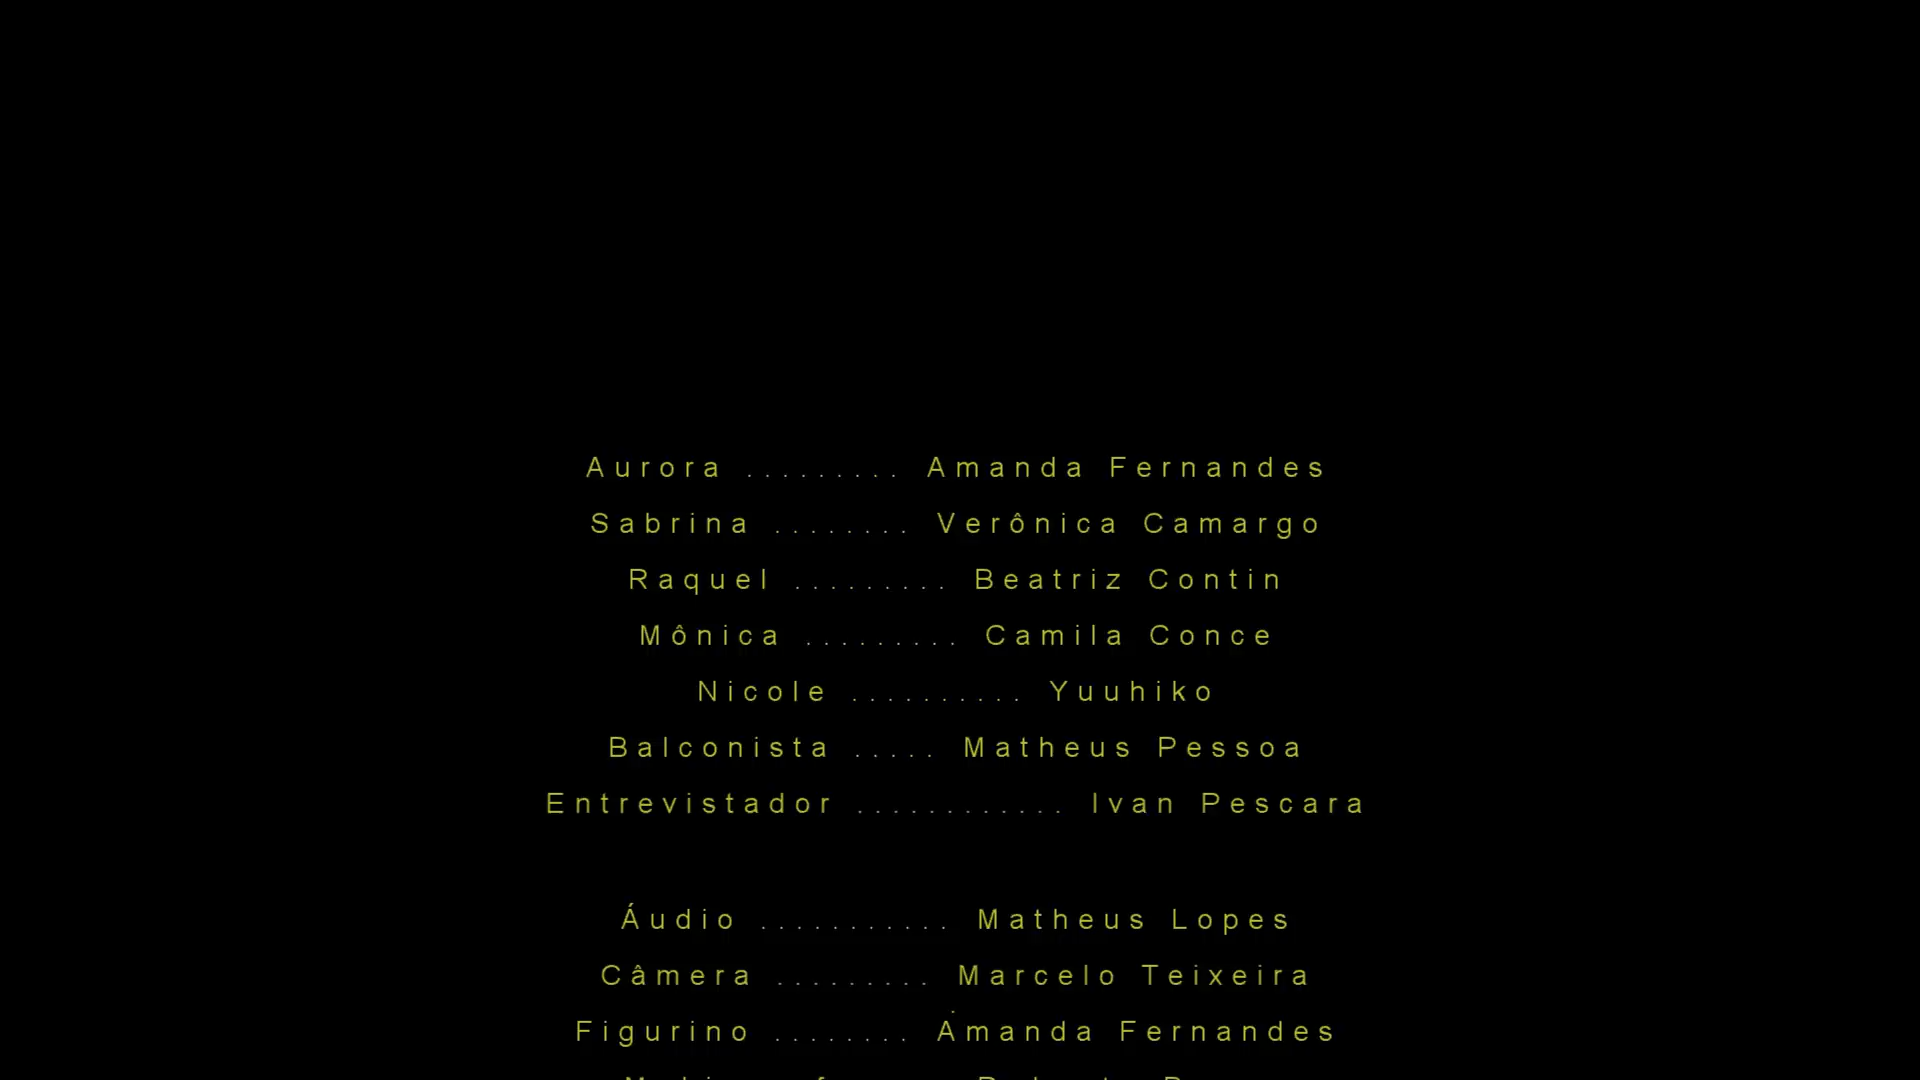 Aurora ......... Amanda Fernandes
Sabrina ........ Verônica Camargo
Raquel ......... Beatriz Contin
Mônica ......... Camila Conce
Nicole .......... Yuuhiko
Balconista ..... Matheus Pessoa
Entrevistador ............ Ivan Pescara
Áudio ........... Matheus Lopes
Câmera ......... Marcelo Teixeira
Figurino ........ Amanda Fernandes